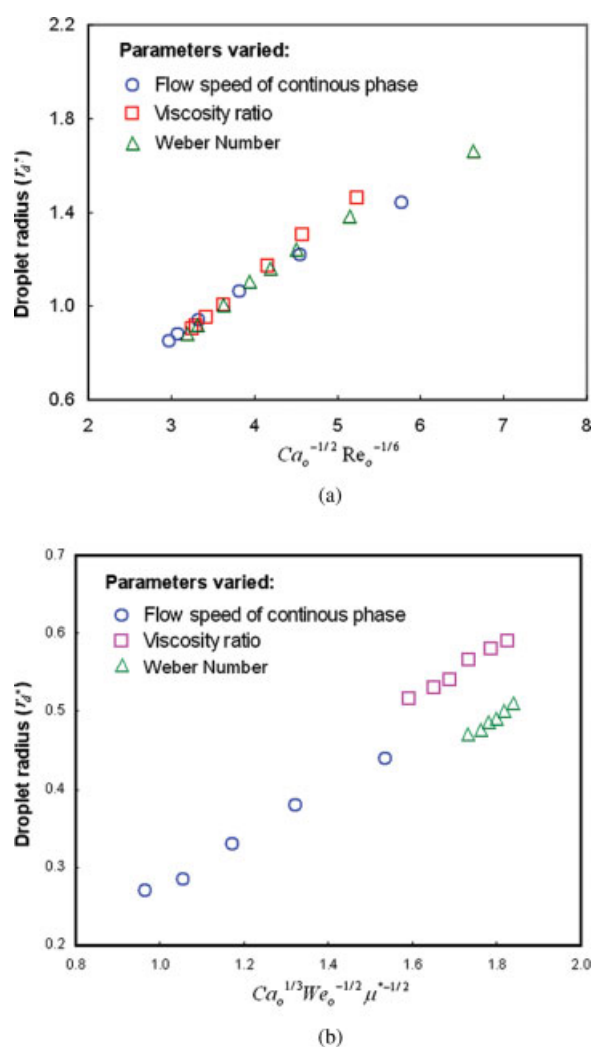 2.2
Parameters varied:
Flow speed of continous phase
Viscosity ratio
Weber Number
1.8
1.4
1.0
0.6
Droplet radius (r_d^*)
2 3 4 5 6 7 8
Ca_o^{-1/2} Re_o^{-1/6}
(a)
0.7
Parameters varied:
Flow speed of continous phase
Viscosity ratio
Weber Number
0.6
0.5
0.4
0.3
0.2
Droplet radius (r_d^*)
0.8 1.0 1.2 1.4 1.6 1.8 2.0
Ca_o^{1/3} We_o^{-1/2} μ^{*-1/2}
(b)